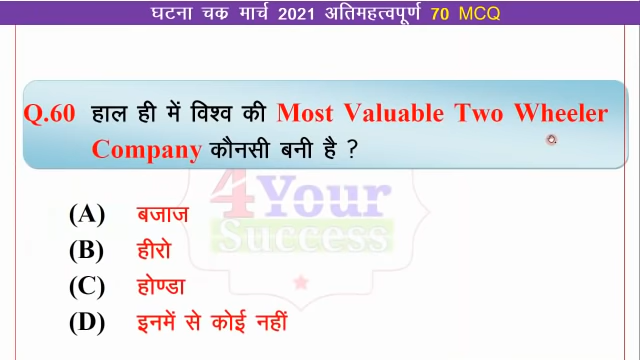 घटना चक्र मार्च 2021 अतिमहत्वपूर्ण 70 MCQ
Q.60 हाल ही में विश्व की Most Valuable Two Wheeler
Company कौनसी बनी है ?
4Your
Success
(A) बजाज
(B) हीरो
(C) होण्डा
(D) इनमें से कोई नहीं